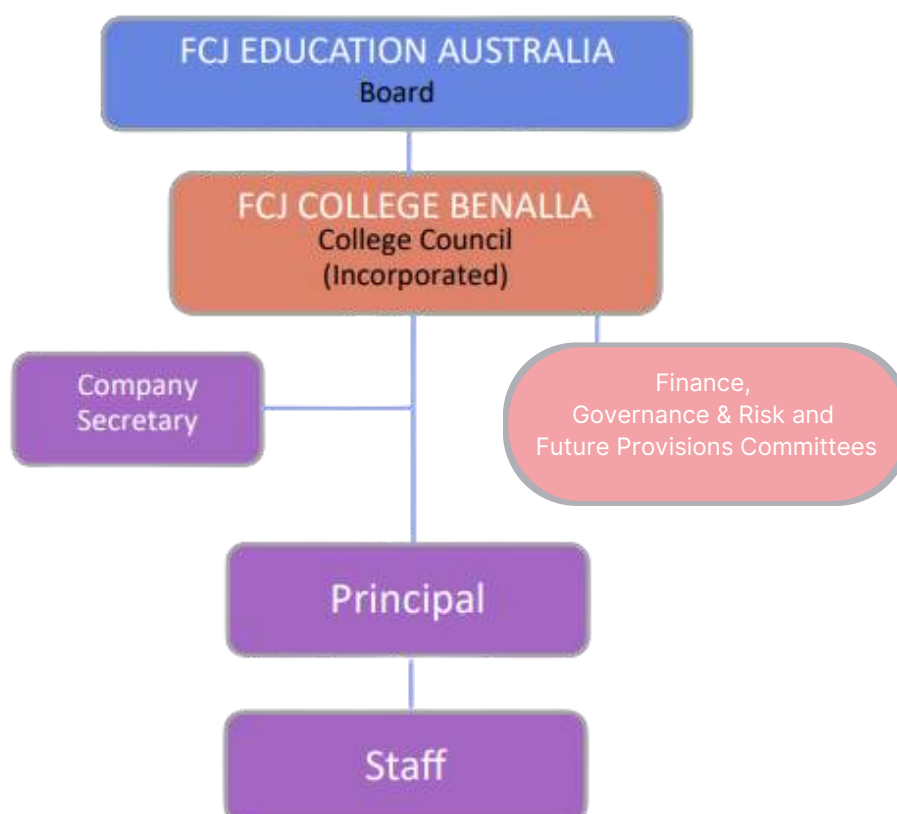 FCJ EDUCATION AUSTRALIA
Board
FCJ COLLEGE BENALLA
College Council
(Incorporated)
Company
Secretary
Finance,
Governance & Risk and
Future Provisions Committees
Principal
Staff